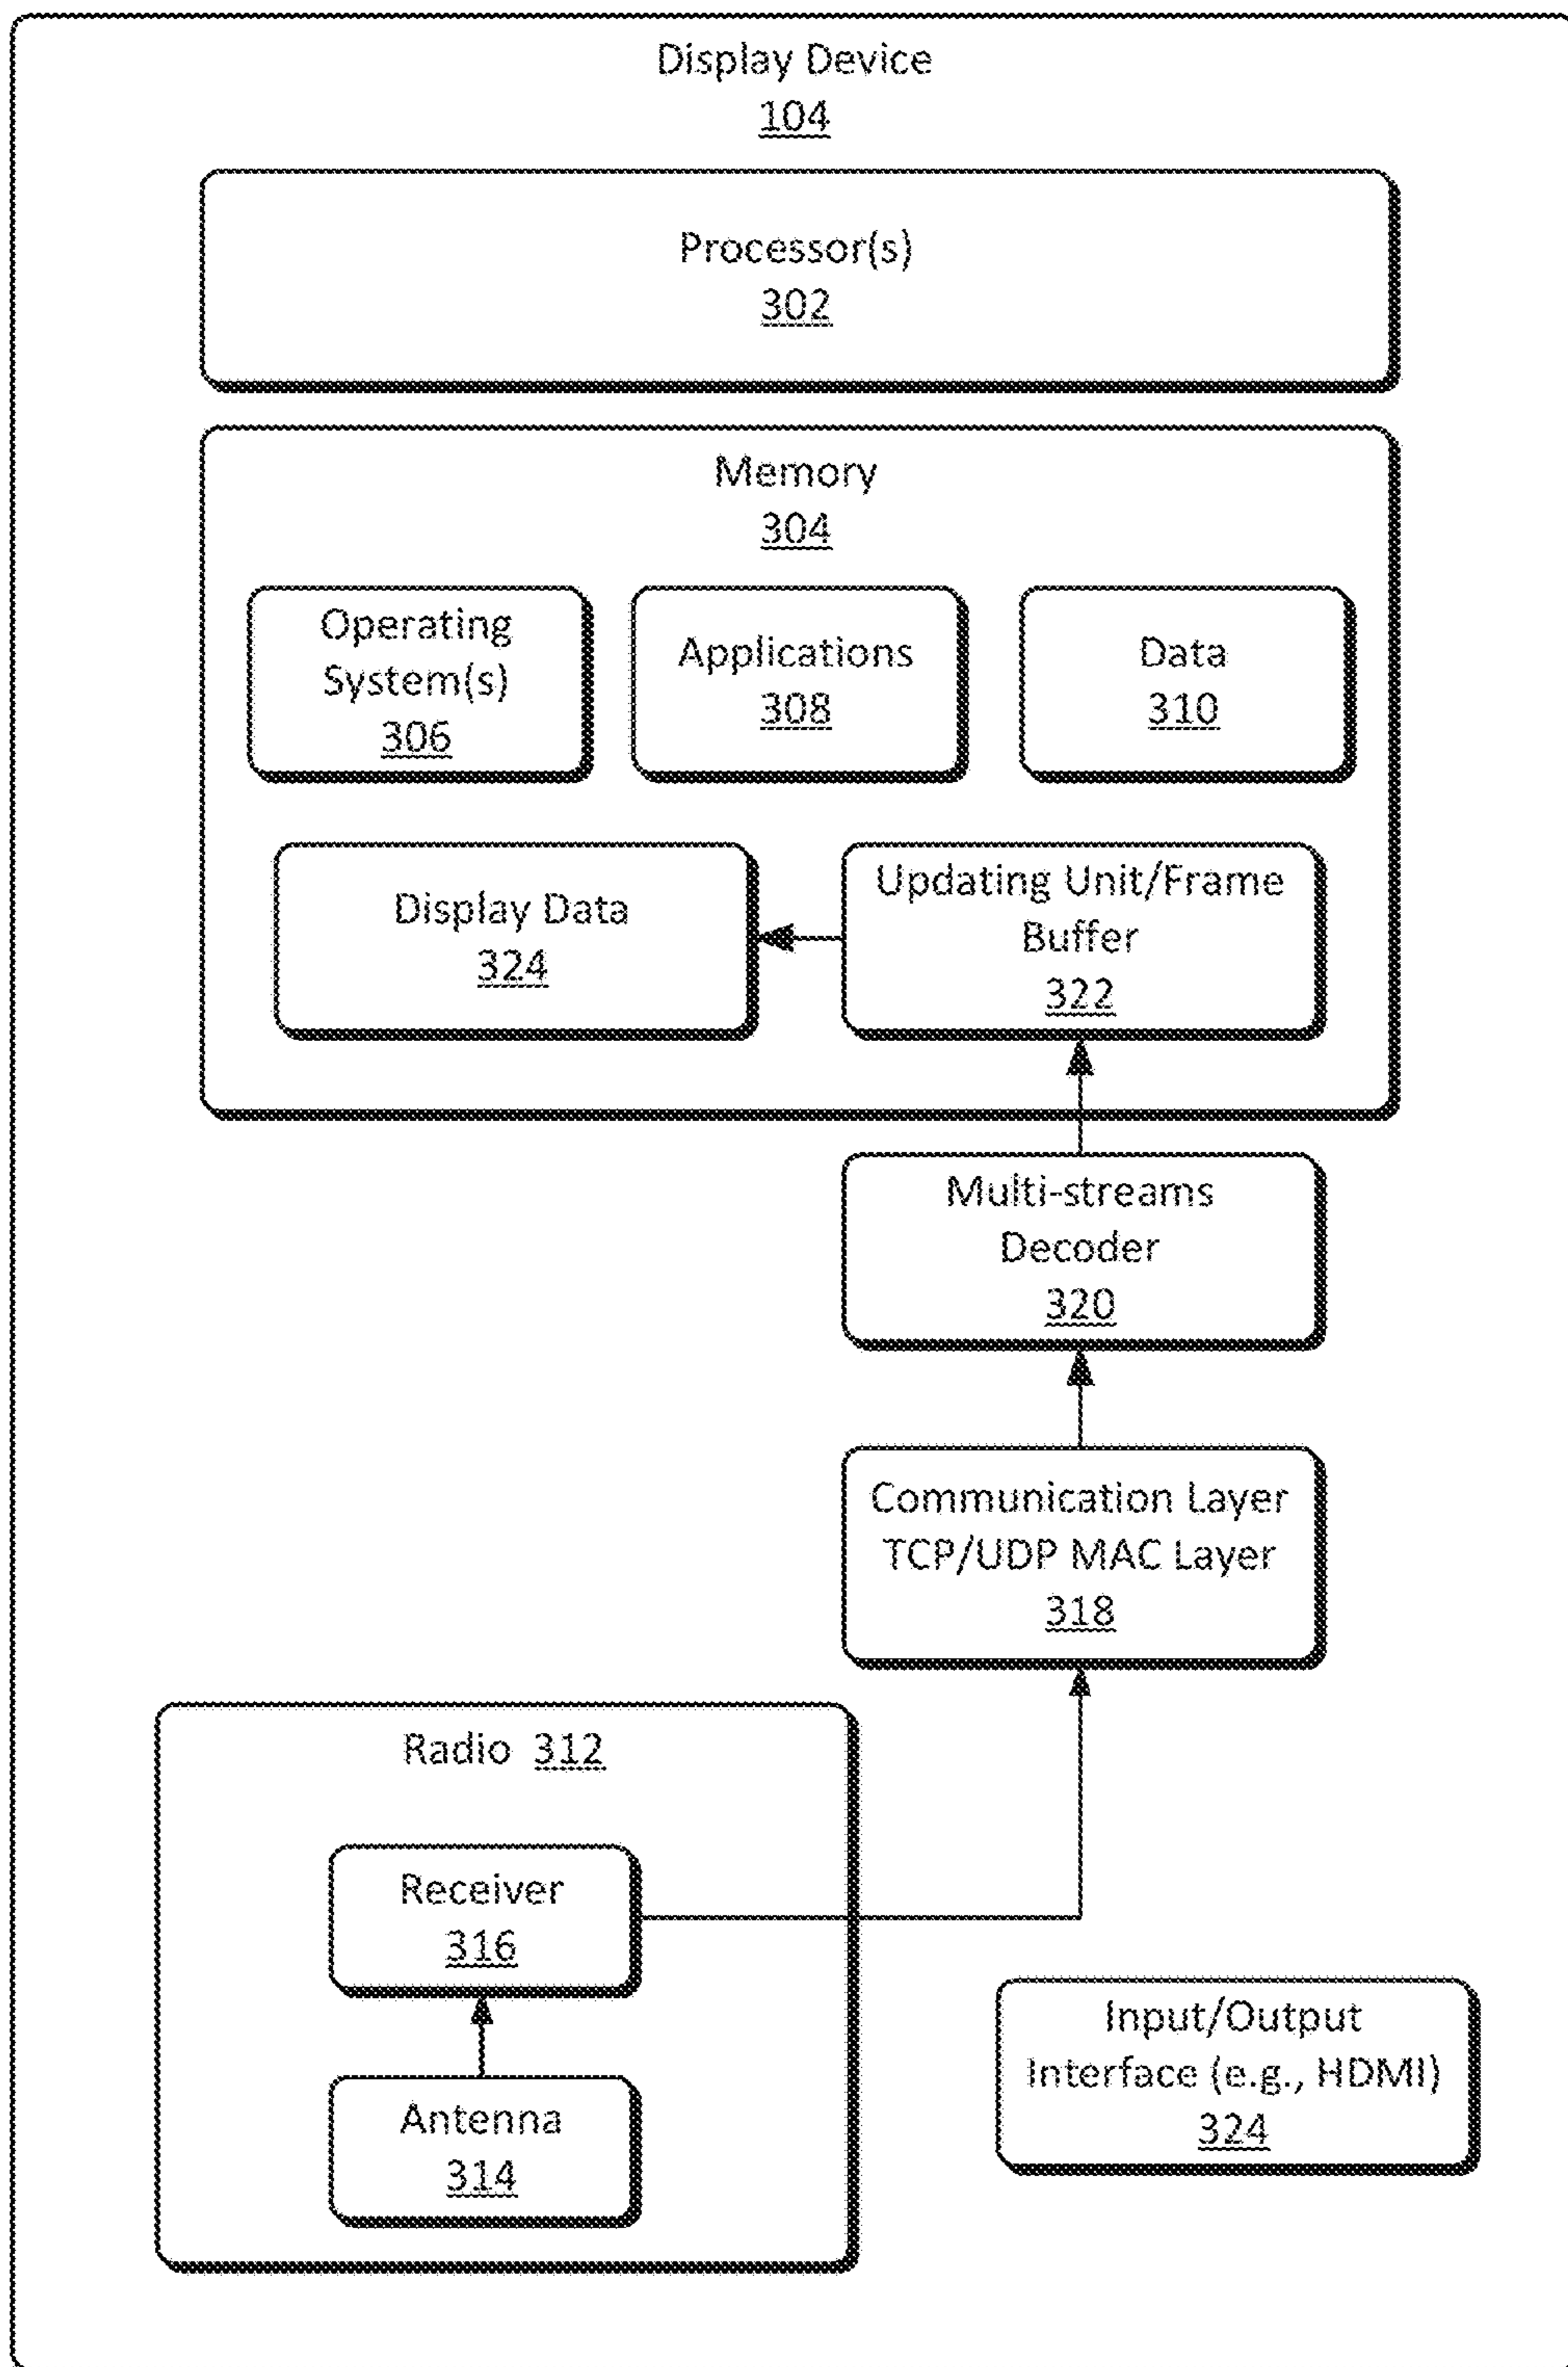 Display Device
104
Processor(s)
302
Memory
304
Operating
System(s)
306
Applications
308
Data
310
Display Data
324
Updating Unit/Frame
Buffer
322
Multi-streams
Decoder
320
Communication Layer
TCP/UDP MAC Layer
318
Radio 312
Receiver
316
Antenna
314
Input/Output
Interface (e.g., HDMI)
324